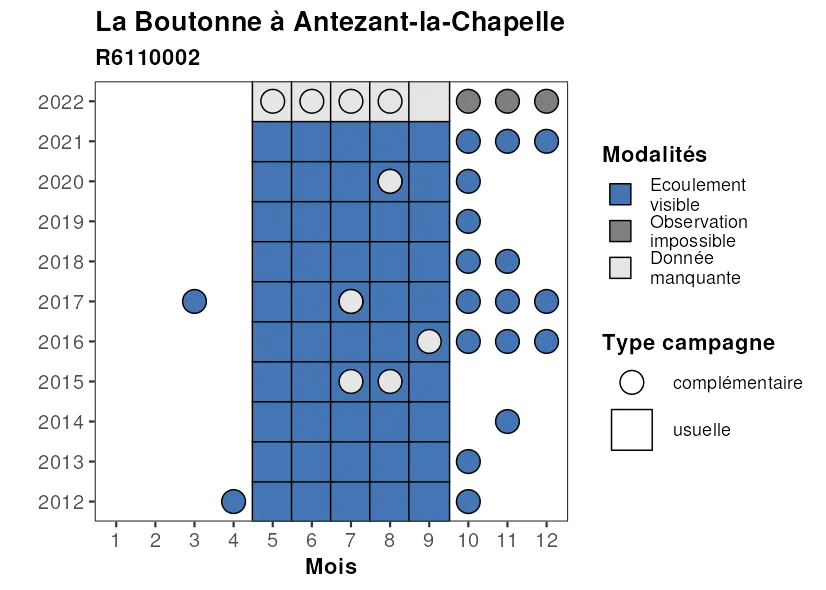 La Boutonne à Antezant-la-Chapelle
R6110002
2022
2021
2020
2019
2018
2017
2016
2015
2014
2013
2012
1 2 3 4 5 6 7 8 9 10 11 12
Mois
Modalités
Ecoulement
visible
Observation
impossible
Donnée
manquante
Type campagne
complémentaire
usuelle